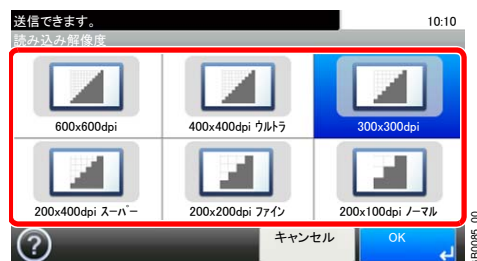 送信できます。 10:10
読み込み解像度
600x600dpi 400x400dpi ウルトラ 300x300dpi
200x400dpi スーパー 200x200dpi ファイン 200x100dpi ノーマル
? キャンセル OK